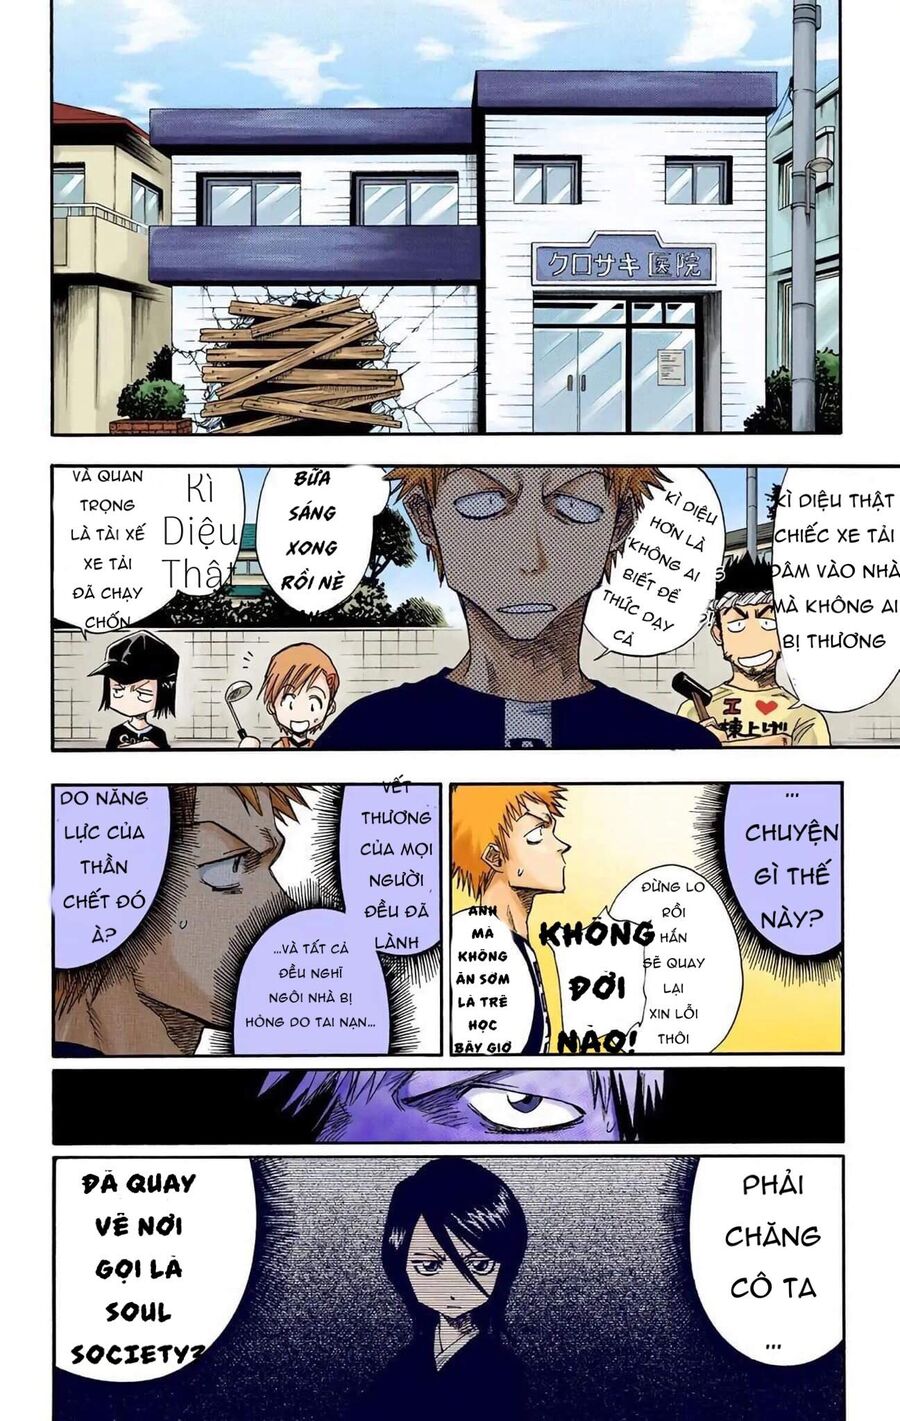 クロサキ医院
KÌ DIỆU THẬT
CHIẾC XE TẢI
ĐÂM VÀO NHÀ
MÀ KHÔNG AI
BỊ THƯƠNG
KÌ DIỆU
HƠN LÀ
KHÔNG AI
BIẾT ĐỂ
THỨC DẠY
CẢ
BỮA
SÁNG
XONG
RỒI NÈ
Kì
Diệu
Thật
VÀ QUAN
TRỌNG
LÀ TÀI XẾ
XE TẢI
ĐÃ CHẠY
CHỐN
工❤
棟上げ!
...
CHUYỆN
GÌ THẾ
NÀY?
ĐỪNG LO
RỒI
HẮN
SẼ QUAY
LẠI
XIN LỖI
THÔI
KHÔNG
ĐỜI
NÀO!
ANH
MÀ
KHÔNG
ĂN SỚM
LÀ TRỄ
HỌC
BÂY GIỜ
VẾT
THƯƠNG
CỦA MỌI
NGƯỜI
ĐỀU ĐÃ
LÀNH
...VÀ TẤT CẢ
ĐỀU NGHĨ
NGÔI NHÀ BỊ
HỎNG DO TAI NẠN...
DO NĂNG
LỰC CỦA
THẦN
CHẾT ĐÓ
À?
PHẢI
CHĂNG
CÔ TA
...
ĐÃ QUAY
VỀ NƠI
GỌI LÀ
SOUL
SOCIETY?